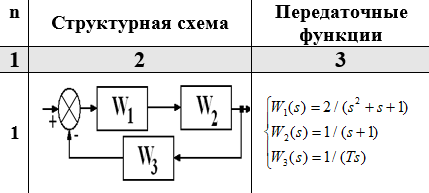 n
Структурная схема
Передаточные функции
1
2
3
1
+
-
W₁
W₂
W₃
W₁(s) = 2 / (s² + s + 1)
W₂(s) = 1 / (s + 1)
W₃(s) = 1 / (Ts)